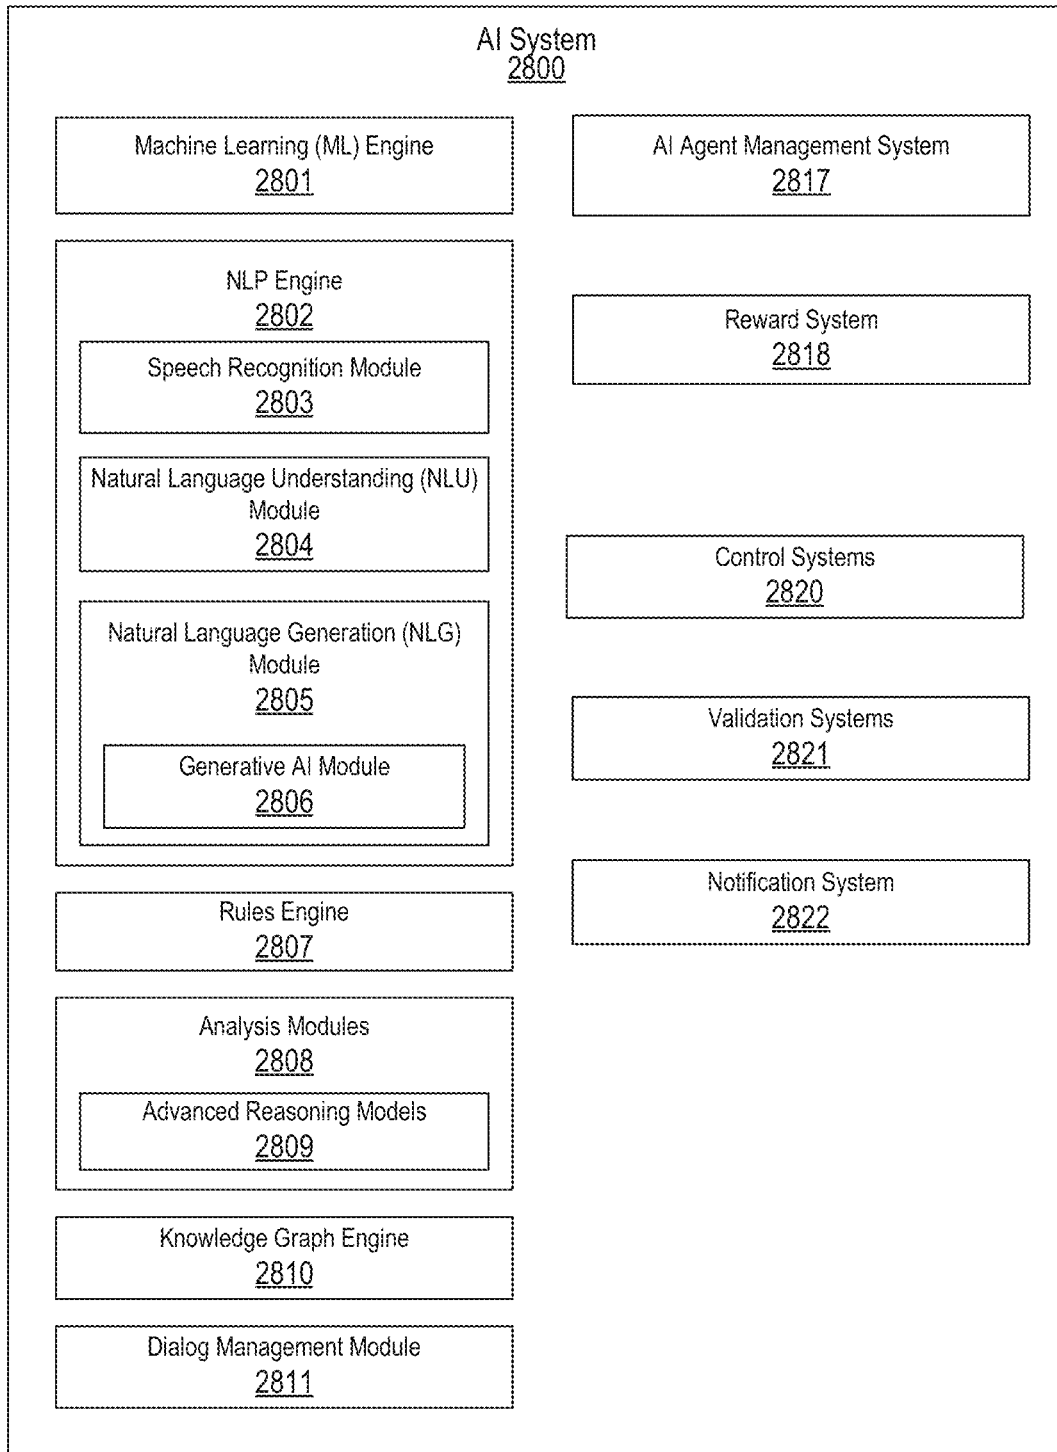 AI System
2800
Machine Learning (ML) Engine
2801
NLP Engine
2802
Speech Recognition Module
2803
Natural Language Understanding (NLU)
Module
2804
Natural Language Generation (NLG)
Module
2805
Generative AI Module
2806
Rules Engine
2807
Analysis Modules
2808
Advanced Reasoning Models
2809
Knowledge Graph Engine
2810
Dialog Management Module
2811
AI Agent Management System
2817
Reward System
2818
Control Systems
2820
Validation Systems
2821
Notification System
2822